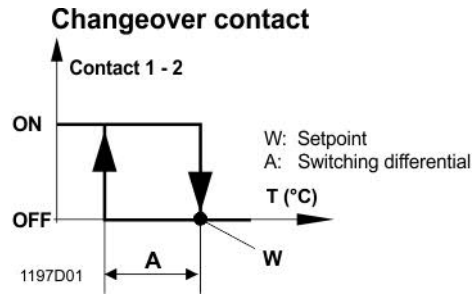 Changeover contact
Contact 1 - 2
ON
W: Setpoint
A: Switching differential
T (°C)
OFF
W
A
1197D01